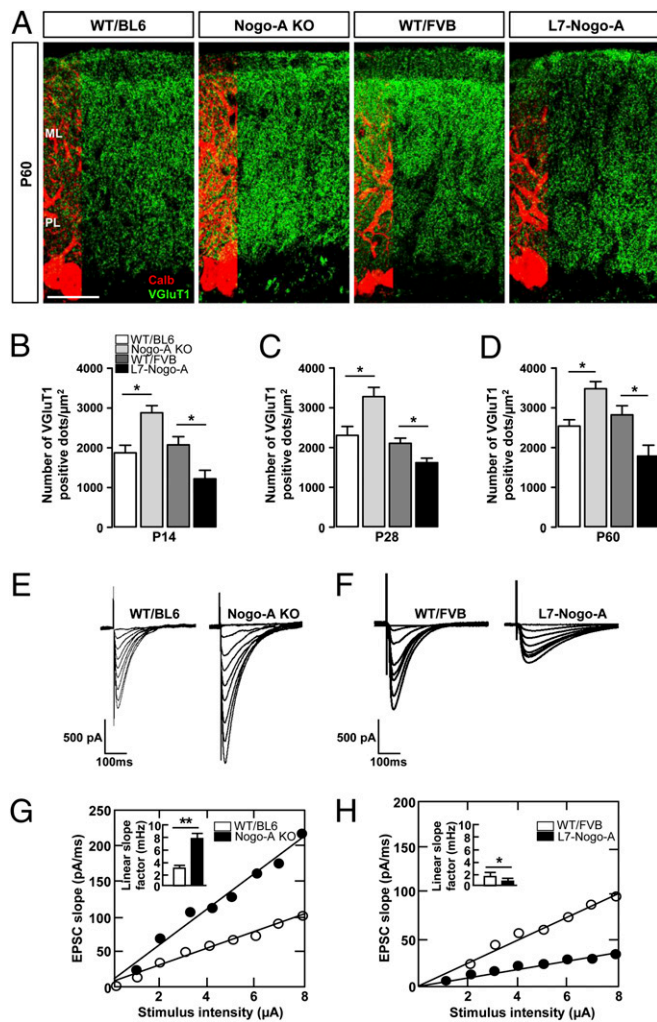 A
WT/BL6 Nogo-A KO WT/FVB L7-Nogo-A
P60
ML
PL
Calb
VGluT1
B
WT/BL6
Nogo-A KO
WT/FVB
L7-Nogo-A
Number of VGluT1
positive dots/µm²
4000
3000
2000
1000
0
* *
P14
C
Number of VGluT1
positive dots/µm²
4000
3000
2000
1000
0
* *
P28
D
Number of VGluT1
positive dots/µm²
4000
3000
2000
1000
0
* *
P60
E
WT/BL6 Nogo-A KO
500 pA
100ms
F
WT/FVB L7-Nogo-A
500 pA
100ms
G
EPSC slope (pA/ms)
250
200
150
100
50
0
0 2 4 6 8
Stimulus intensity (µA)
Linear slope
factor (mHz)
10
8
6
4
2
0
**
WT/BL6
Nogo-A KO
H
EPSC slope (pA/ms)
200
150
100
50
0
0 2 4 6 8
Stimulus intensity (µA)
Linear slope
factor (mHz)
10
8
6
4
2
0
*
WT/FVB
L7-Nogo-A